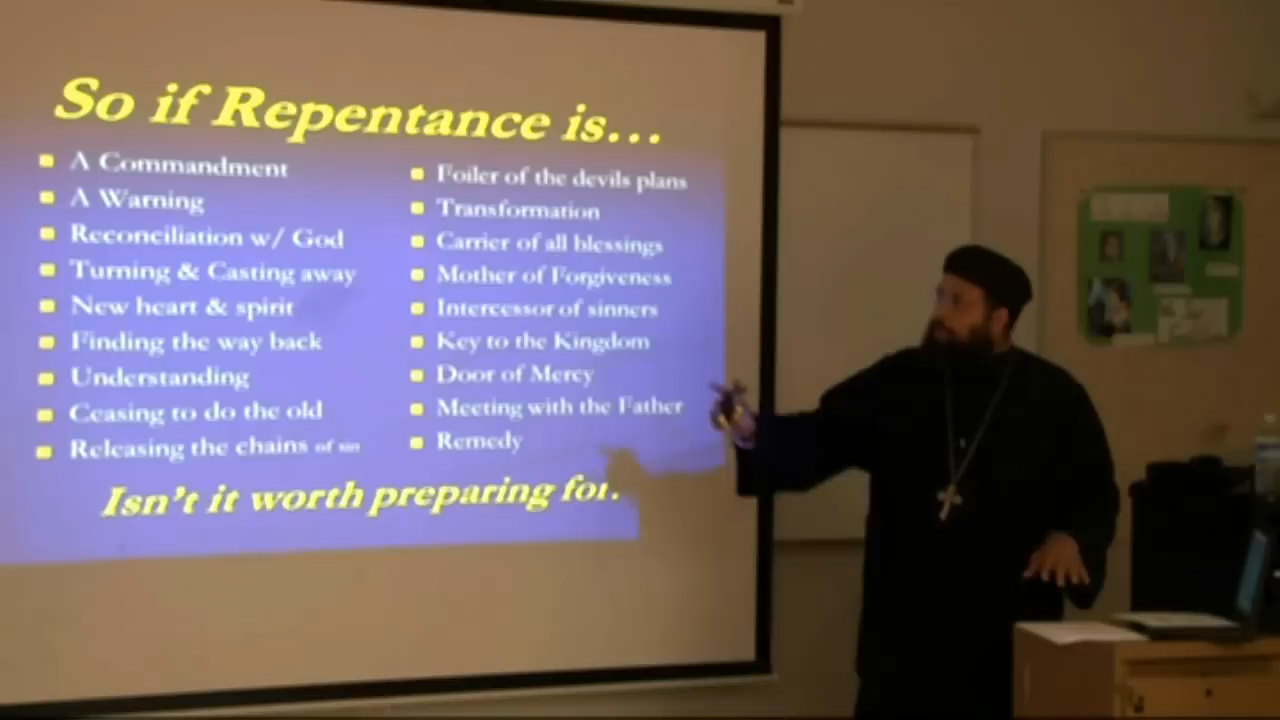 So if Repentance is...
A Commandment
A Warning
Reconciliation w/ God
Turning & Casting away
New heart & spirit
Finding the way back
Understanding
Ceasing to do the old
Releasing the chains of sin
Foiler of the devils plans
Transformation
Carrier of all blessings
Mother of Forgiveness
Intercessor of sinners
Key to the Kingdom
Door of Mercy
Meeting with the Father
Remedy
Isn't it worth preparing for.